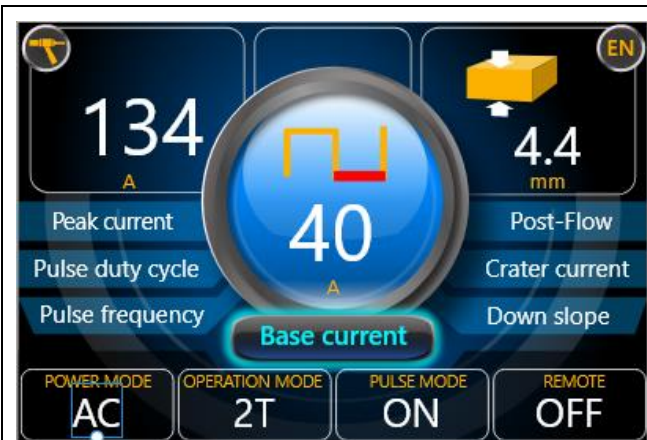 EN
134
A
4.4
mm
40
A
Peak current
Pulse duty cycle
Pulse frequency
Base current
Post-Flow
Crater current
Down slope
POWER MODE
AC
OPERATION MODE
2T
PULSE MODE
ON
REMOTE
OFF